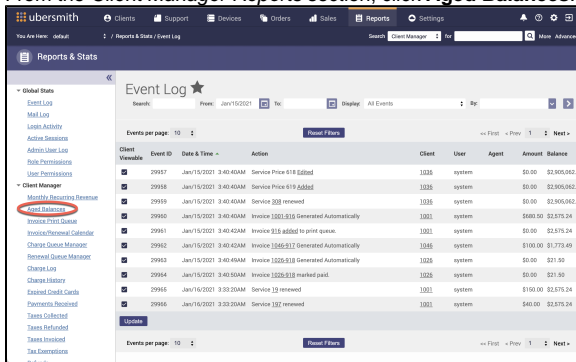 From the Client Manager Reports section, click Aged Balances.
ubersmith Clients Support Devices Orders Sales Reports Settings
You Are Here: default / Reports & Stats / Event Log Search Client Manager for More Advance
Reports & Stats
«
Global Stats
Event Log
Mail Log
Login Activity
Active Sessions
Admin User Log
Role Permissions
User Permissions
Client Manager
Monthly Recurring Revenue
Aged Balances
Invoice Print Queue
Invoice/Renewal Calendar
Charge Queue Manager
Renewal Queue Manager
Charge Log
Charge History
Expired Credit Cards
Payments Received
Taxes Collected
Taxes Refunded
Taxes Invoiced
Tax Exemptions
Event Log
Search: From: Jan/15/2021 To: Display: All Events By:
Events per page: 10 Reset Filters << First < Prev 1 Next >
Client Viewable Event ID Date & Time Action Client User Agent Amount Balance
29957 Jan/15/2021 3:40:40AM Service Price 618 Edited 1036 system $0.00 $2,905,062.
29958 Jan/15/2021 3:40:40AM Service Price 619 Added 1036 system $0.00 $2,905,062.
29959 Jan/15/2021 3:40:40AM Service 308 renewed 1036 system $0.00 $2,905,062.
29960 Jan/15/2021 3:40:40AM Invoice 1001-916 Generated Automatically 1001 system $680.50 $2,575.24
29961 Jan/15/2021 3:40:42AM Invoice 916 added to print queue. 1001 system $0.00 $2,575.24
29962 Jan/15/2021 3:40:42AM Invoice 1046-917 Generated Automatically 1046 system $100.00 $1,773.49
29963 Jan/15/2021 3:40:49AM Invoice 1026-918 Generated Automatically 1026 system $0.00 $21.50
29964 Jan/15/2021 3:40:50AM Invoice 1026-918 marked paid. 1026 system $0.00 $21.50
29965 Jan/16/2021 3:33:20AM Service 19 renewed 1001 system $150.00 $2,575.24
29966 Jan/16/2021 3:33:20AM Service 197 renewed 1001 system $40.00 $2,575.24
Update
Events per page: 10 Reset Filters << First < Prev 1 Next >